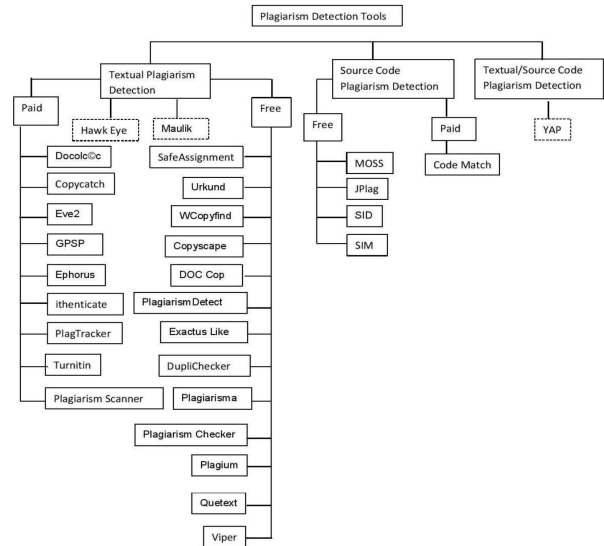 Plagiarism Detection Tools
Textual Plagiarism
Detection
Source Code
Plagiarism Detection
Textual/Source Code
Plagiarism Detection
Paid
Hawk Eye
Maulik
Free
Free
Paid
YAP
Docolc©c
Copycatch
Eve2
GPSP
Ephorus
ithenticate
PlagTracker
Turnitin
Plagiarism Scanner
SafeAssignment
Urkund
WCopyfind
Copyscape
DOC Cop
PlagiarismDetect
Exactus Like
DupliChecker
Plagiarisma
Plagiarism Checker
Plagium
Quetext
Viper
MOSS
JPlag
SID
SIM
Code Match